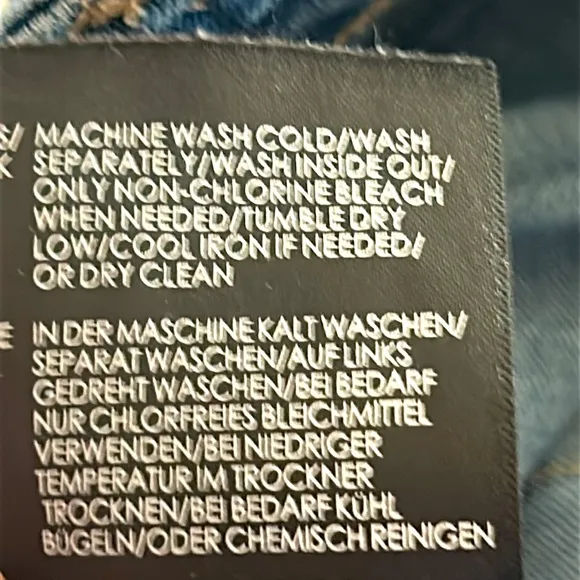 S/ MACHINE WASH COLD/WASH
K SEPARATELY/WASH INSIDE OUT/
ONLY NON-CHLORINE BLEACH
WHEN NEEDED/TUMBLE DRY
LOW/COOL IRON IF NEEDED/
OR DRY CLEAN
E IN DER MASCHINE KALT WASCHEN/
SEPARAT WASCHEN/AUF LINKS
GEDREHT WASCHEN/BEI BEDARF
NUR CHLORFREIES BLEICHMITTEL
VERWENDEN/BEI NIEDRIGER
TEMPERATUR IM TROCKNER
TROCKNEN/BEI BEDARF KÜHL
BÜGELN/ODER CHEMISCH REINIGEN